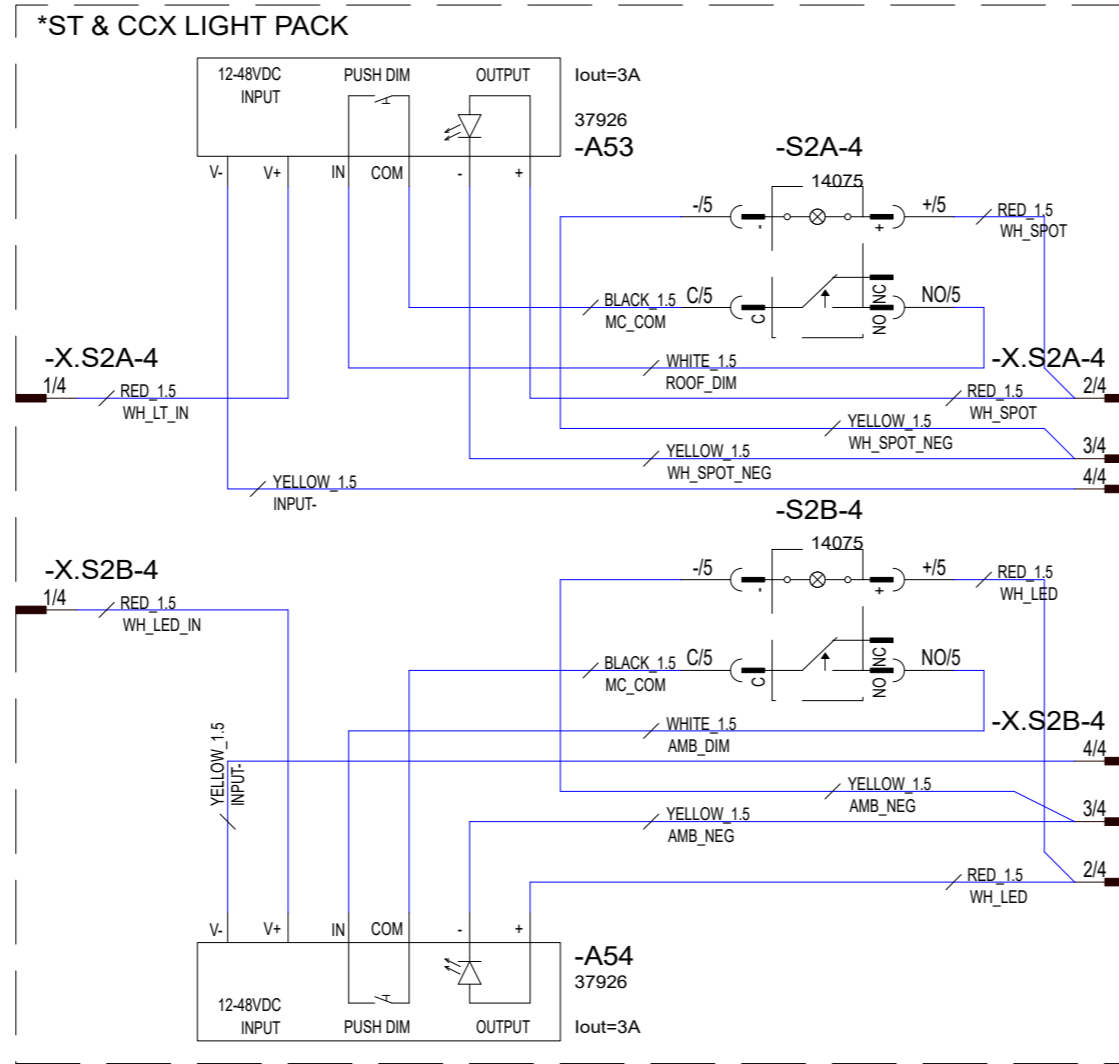 *ST & CCX LIGHT PACK
12-48VDC
INPUT
PUSH DIM
OUTPUT
Iout=3A
37926
-A53
V-
V+
IN
COM
-
+
-S2A-4
14075
-/5
-
+
+/5
RED_1.5
WH_SPOT
BLACK_1.5
MC_COM
C/5
C
NO
NC
NO/5
WHITE_1.5
ROOF_DIM
-X.S2A-4
1/4
RED_1.5
WH_LT_IN
-X.S2A-4
2/4
RED_1.5
WH_SPOT
YELLOW_1.5
WH_SPOT_NEG
3/4
YELLOW_1.5
WH_SPOT_NEG
4/4
YELLOW_1.5
INPUT-
-S2B-4
14075
-/5
-
+
+/5
RED_1.5
WH_LED
-X.S2B-4
1/4
RED_1.5
WH_LED_IN
BLACK_1.5
MC_COM
C/5
C
NO
NC
NO/5
WHITE_1.5
AMB_DIM
-X.S2B-4
4/4
YELLOW_1.5
INPUT-
YELLOW_1.5
AMB_NEG
3/4
YELLOW_1.5
AMB_NEG
2/4
RED_1.5
WH_LED
V-
V+
IN
COM
-
+
-A54
37926
12-48VDC
INPUT
PUSH DIM
OUTPUT
Iout=3A